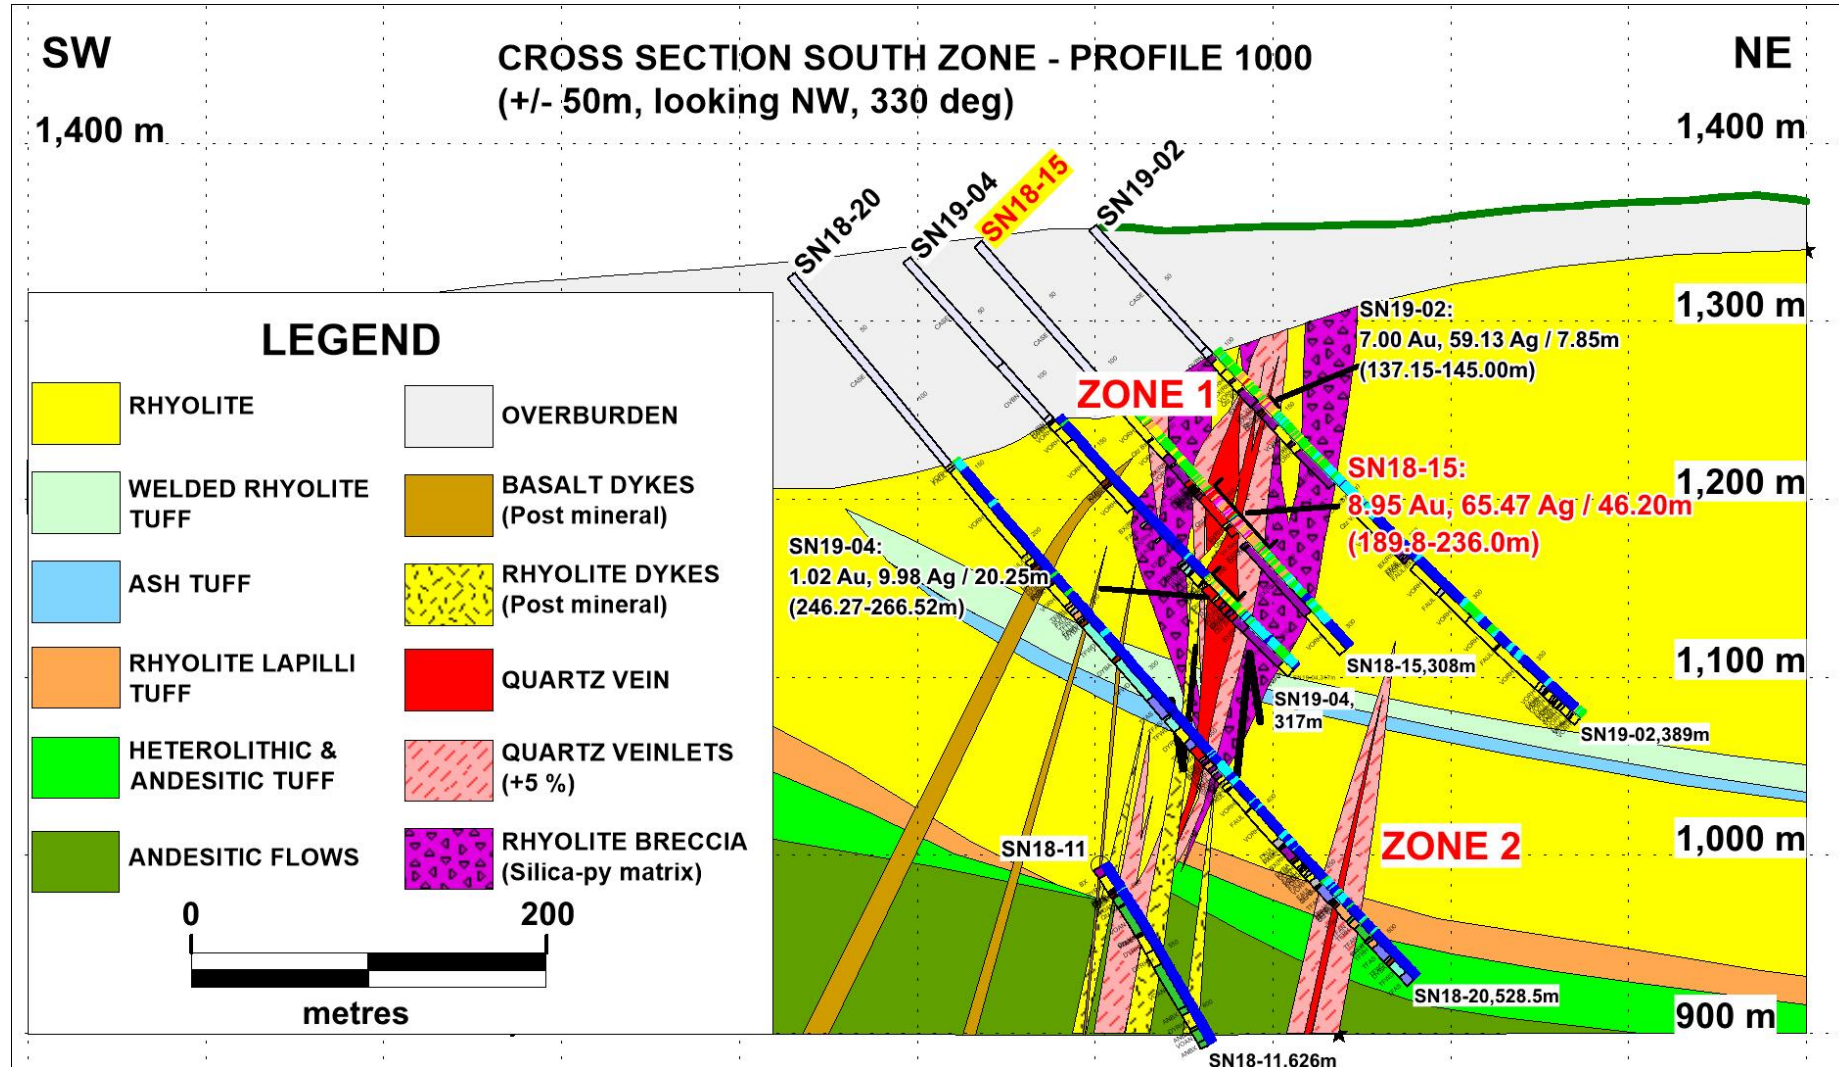 SW
CROSS SECTION SOUTH ZONE - PROFILE 1000
(+/- 50m, looking NW, 330 deg)
NE
1,400 m
1,400 m
SN18-20
SN19-04
SN18-15
SN19-02
1,300 m
1,200 m
1,100 m
1,000 m
900 m
ZONE 1
ZONE 2
SN19-02:
7.00 Au, 59.13 Ag / 7.85m
(137.15-145.00m)
SN18-15:
8.95 Au, 65.47 Ag / 46.20m
(189.8-236.0m)
SN19-04:
1.02 Au, 9.98 Ag / 20.25m
(246.27-266.52m)
SN18-15,308m
SN19-04,
317m
SN19-02,389m
SN18-11
SN18-20,528.5m
SN18-11,626m
LEGEND
RHYOLITE
WELDED RHYOLITE
TUFF
ASH TUFF
RHYOLITE LAPILLI
TUFF
HETEROLITHIC &
ANDESITIC TUFF
ANDESITIC FLOWS
OVERBURDEN
BASALT DYKES
(Post mineral)
RHYOLITE DYKES
(Post mineral)
QUARTZ VEIN
QUARTZ VEINLETS
(+5 %)
RHYOLITE BRECCIA
(Silica-py matrix)
0
200
metres